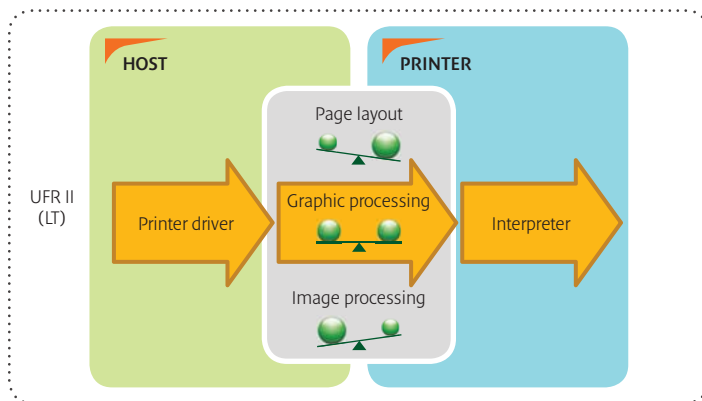 HOST
PRINTER
Page layout
UFR II
(LT)
Printer driver
Graphic processing
Interpreter
Image processing